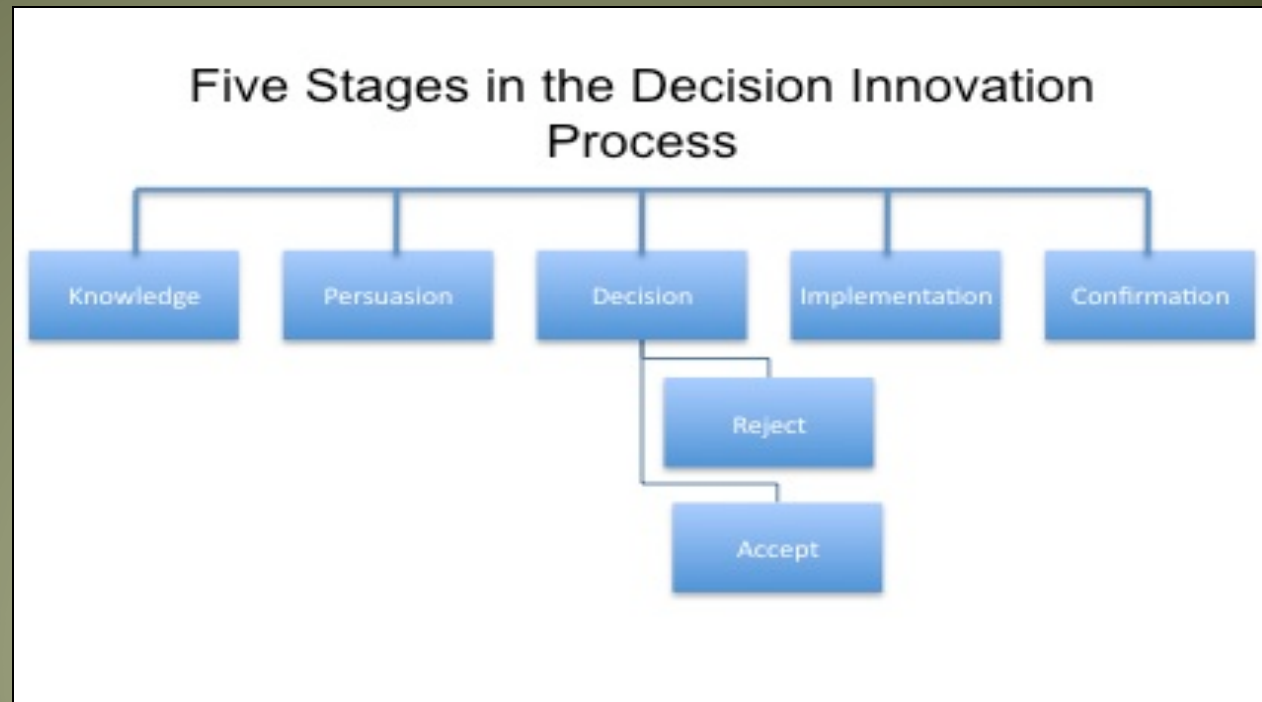 Five Stages in the Decision Innovation
Process
Knowledge
Persuasion
Decision
Implementation
Confirmation
Reject
Accept